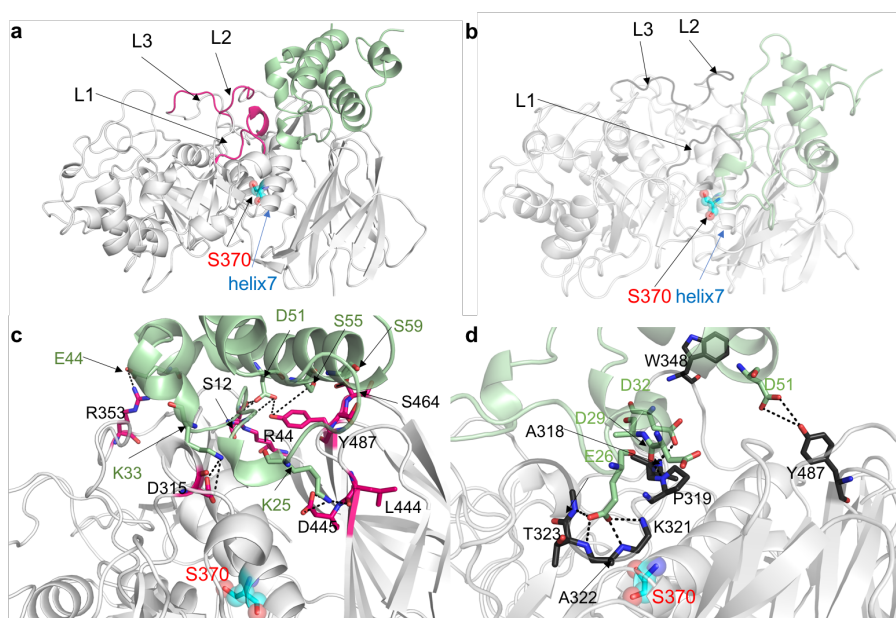 a
L3
L2
L1
S370
helix7
b
L3
L2
L1
S370 helix7
c
D51
S55
S59
E44
S12
S464
R353
R44
Y487
K33
D315
K25
D445
L444
S370
d
W348
D32
D51
D29
A318
E26
Y487
P319
T323
K321
A322
S370